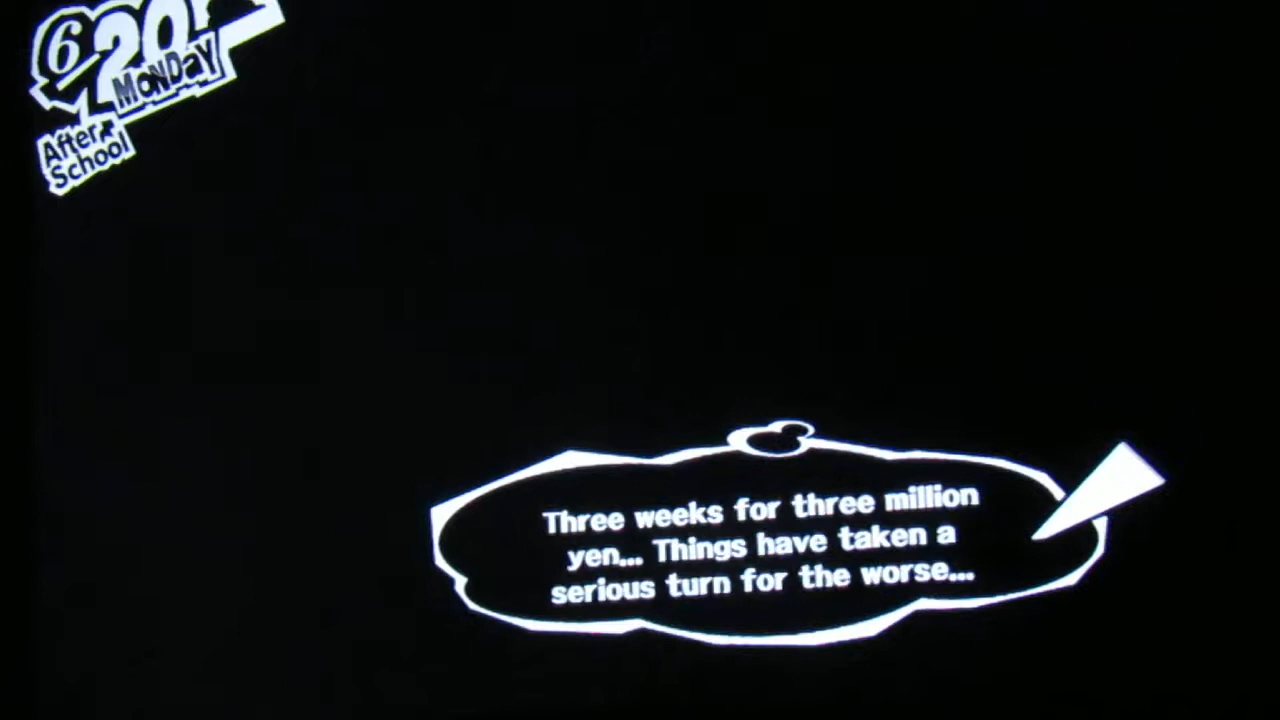 6/20
Monday
After
School
Three weeks for three million
yen... Things have taken a
serious turn for the worse...